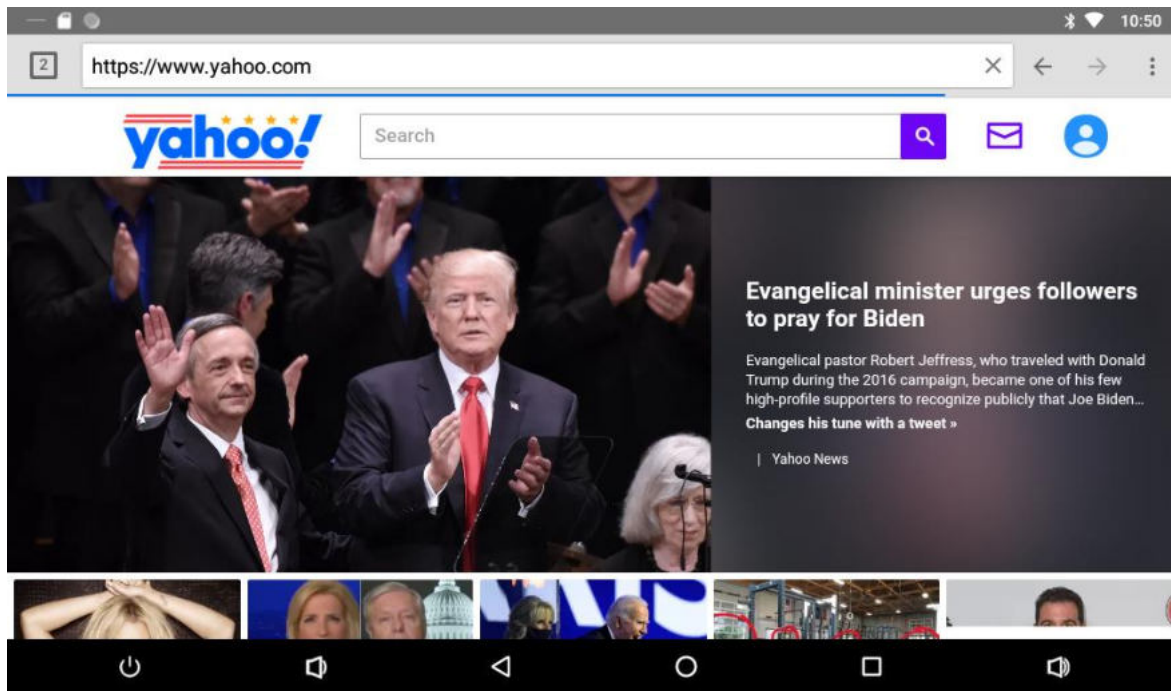 10:50
2
https://www.yahoo.com
yahoo!
Search
Evangelical minister urges followers
to pray for Biden
Evangelical pastor Robert Jeffress, who traveled with Donald
Trump during the 2016 campaign, became one of his few
high-profile supporters to recognize publicly that Joe Biden…
Changes his tune with a tweet »
| Yahoo News